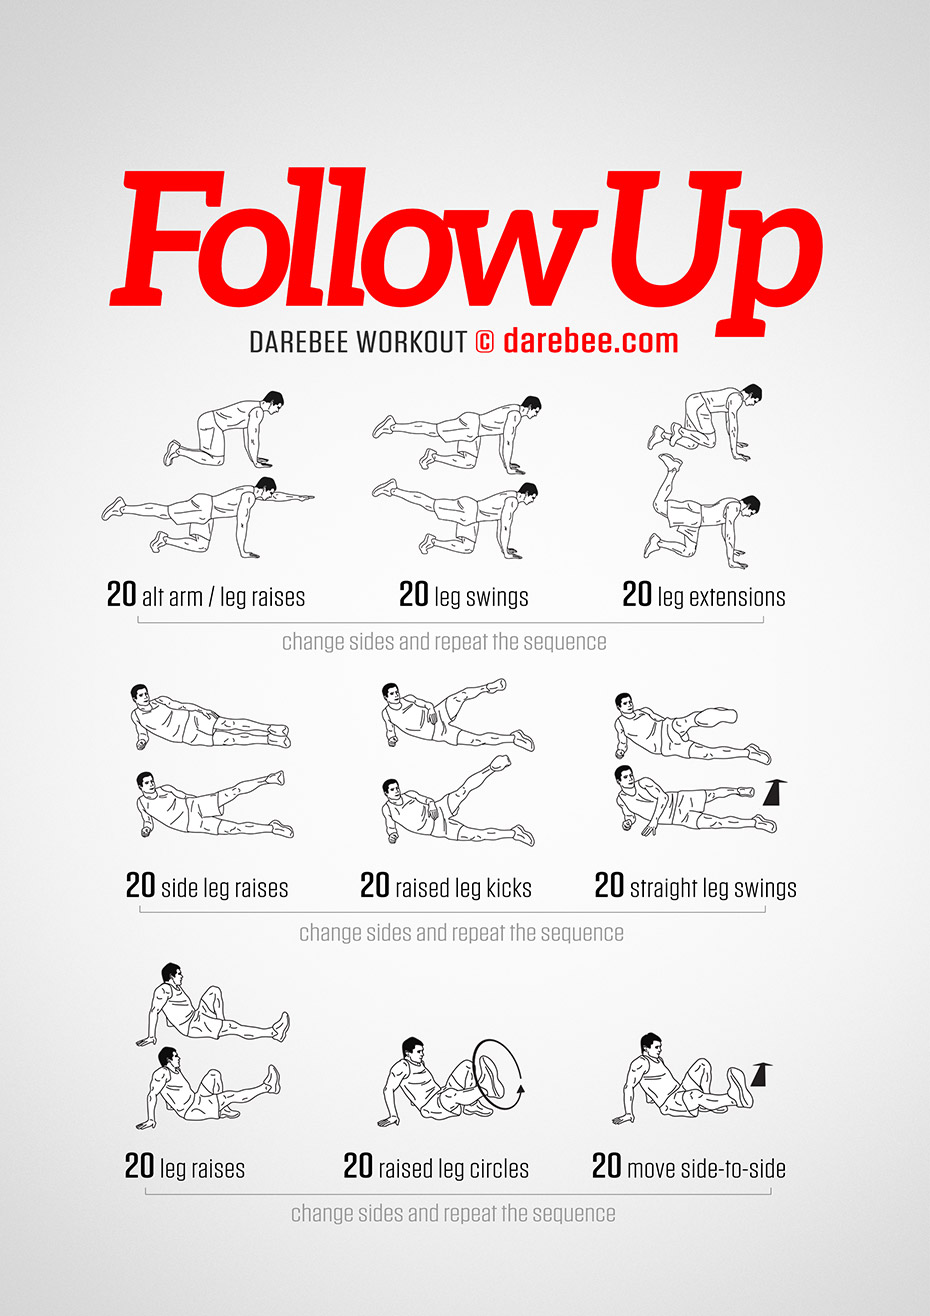 Follow Up
DAREBEE WORKOUT © darebee.com
20 alt arm / leg raises
20 leg swings
20 leg extensions
change sides and repeat the sequence
20 side leg raises
20 raised leg kicks
20 straight leg swings
change sides and repeat the sequence
20 leg raises
20 raised leg circles
20 move side-to-side
change sides and repeat the sequence